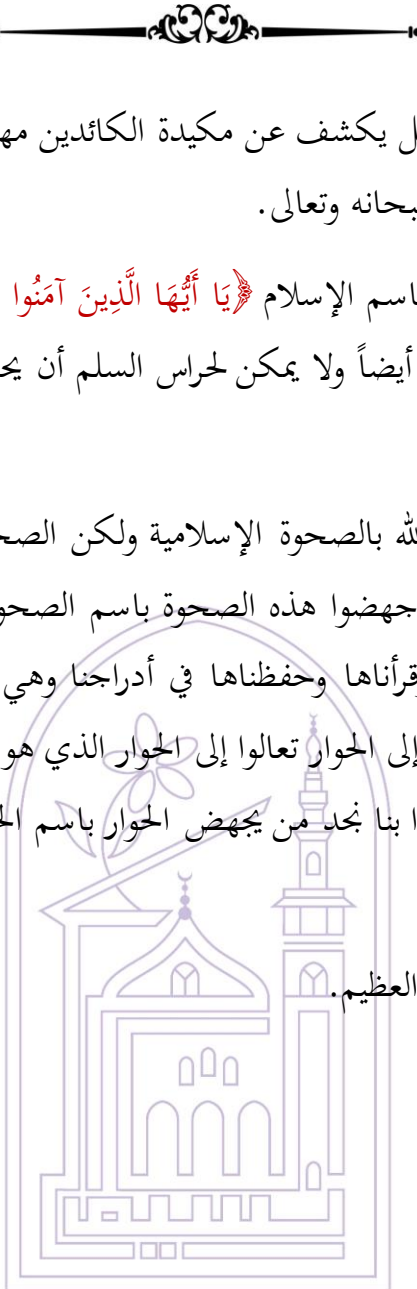 ل يكشف عن مكيدة الكائدين مه
بحانه وتعالى.
باسم الإسلام ﴿يَا أَيُّهَا الَّذِينَ آمَنُوا
أيضاً ولا يمكن لحراس السلم أن يح
لله بالصحوة الإسلامية ولكن الصح
جهضوا هذه الصحوة باسم الصحو
قرأناها وحفظناها في أدراجنا وهي
إلى الحوار تعالوا إلى الحوار الذي هو
ا بنا نجد من يجهض الحوار باسم الح
العظيم.